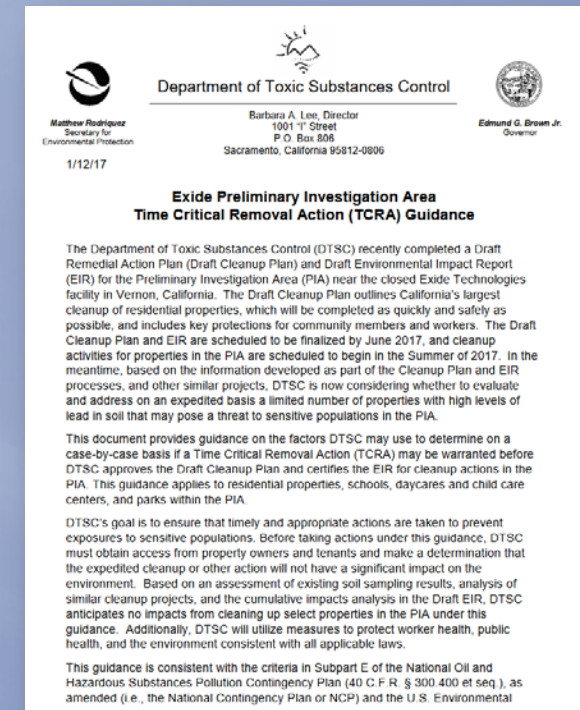 Department of Toxic Substances Control
Matthew Rodriquez
Secretary for
Environmental Protection
Barbara A. Lee, Director
1001 "I" Street
P.O. Box 806
Sacramento, California 95812-0806
Edmund G. Brown Jr.
Governor
1/12/17
Exide Preliminary Investigation Area
Time Critical Removal Action (TCRA) Guidance
The Department of Toxic Substances Control (DTSC) recently completed a Draft
Remedial Action Plan (Draft Cleanup Plan) and Draft Environmental Impact Report
(EIR) for the Preliminary Investigation Area (PIA) near the closed Exide Technologies
facility in Vernon, California. The Draft Cleanup Plan outlines California's largest
cleanup of residential properties, which will be completed as quickly and safely as
possible, and includes key protections for community members and workers. The Draft
Cleanup Plan and EIR are scheduled to be finalized by June 2017, and cleanup
activities for properties in the PIA are scheduled to begin in the Summer of 2017. In the
meantime, based on the information developed as part of the Cleanup Plan and EIR
processes, and other similar projects, DTSC is now considering whether to evaluate
and address on an expedited basis a limited number of properties with high levels of
lead in soil that may pose a threat to sensitive populations in the PIA.
This document provides guidance on the factors DTSC may use to determine on a
case-by-case basis if a Time Critical Removal Action (TCRA) may be warranted before
DTSC approves the Draft Cleanup Plan and certifies the EIR for cleanup actions in the
PIA. This guidance applies to residential properties, schools, daycares and child care
centers, and parks within the PIA.
DTSC's goal is to ensure that timely and appropriate actions are taken to prevent
exposures to sensitive populations. Before taking actions under this guidance, DTSC
must obtain access from property owners and tenants and make a determination that
the expedited cleanup or other action will not have a significant impact on the
environment. Based on an assessment of existing soil sampling results, analysis of
similar cleanup projects, and the cumulative impacts analysis in the Draft EIR, DTSC
anticipates no impacts from cleaning up select properties in the PIA under this
guidance. Additionally, DTSC will utilize measures to protect worker health, public
health, and the environment consistent with all applicable laws.
This guidance is consistent with the criteria in Subpart E of the National Oil and
Hazardous Substances Pollution Contingency Plan (40 C.F.R. § 300.400 et seq.), as
amended (i.e., the National Contingency Plan or NCP) and the U.S. Environmental